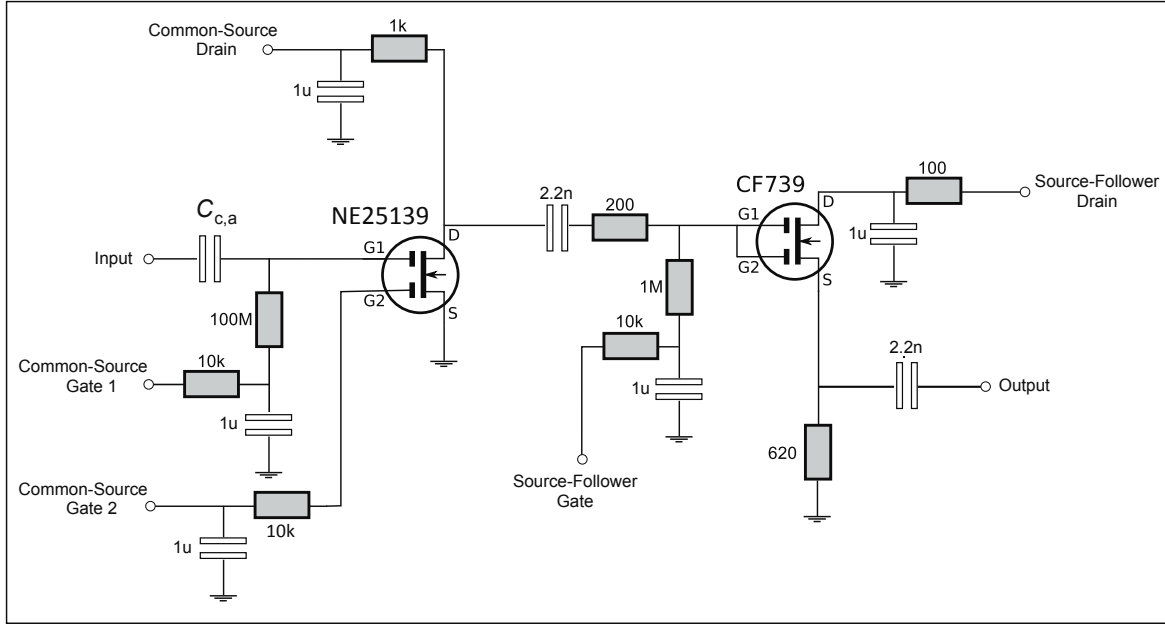 Common-Source
Drain
1k
1u
C c,a
NE25139
D
G1
G2
S
Input
100M
10k
Common-Source
Gate 1
1u
Common-Source
Gate 2
10k
1u
2.2n
200
1M
10k
1u
Source-Follower
Gate
CF739
D
G1
G2
S
100
Source-Follower
Drain
1u
2.2n
Output
620